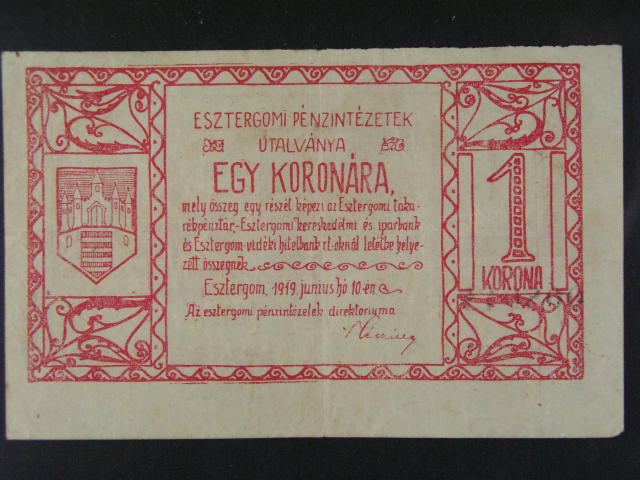 ESZTERGOMI PÉNZINTÉZETEK
UTALVÁNYA
EGY KORONÁRA,
mely összeg egy részét képezi az Esztergomi taka-
rékpénztár,-Esztergomi kerreskedelmi és iparbank
és Esztergom-vidéki hitelbank rt-oknál letétbe helye-
zett összegnek
Esztergom, 1919. junius hó 10-én
Az esztergomi pénzintézetek direktoryuma:
1
KORONA